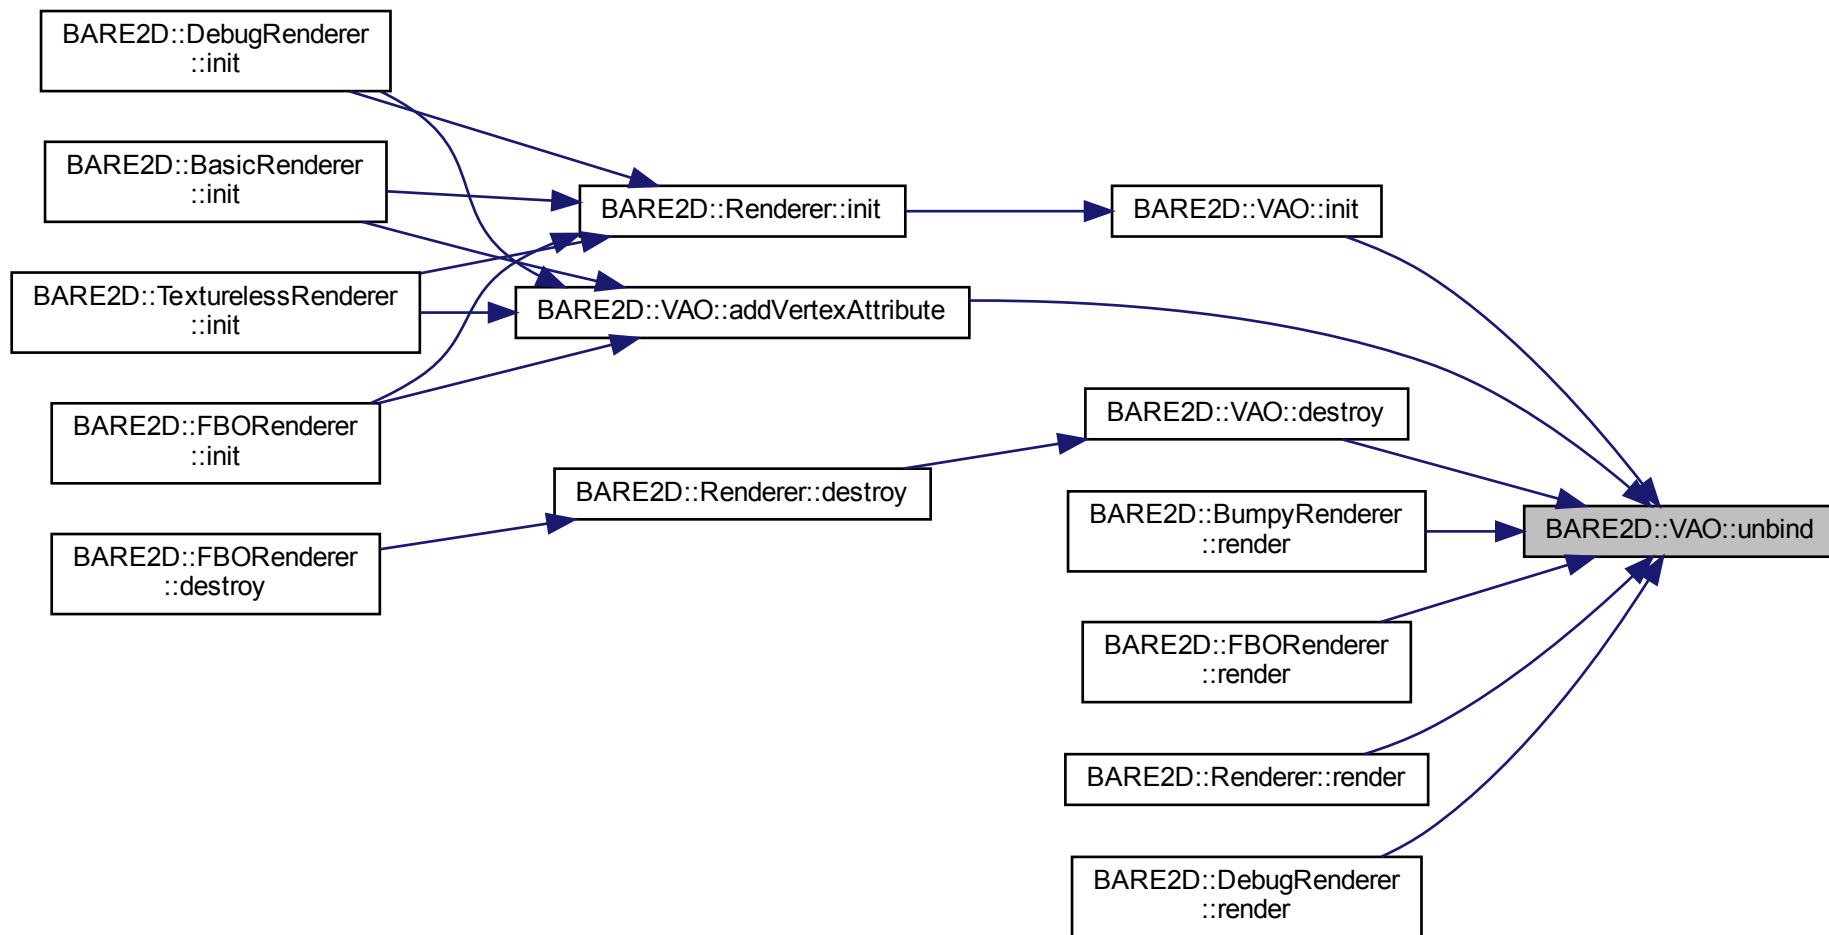 BARE2D::DebugRenderer
::init
BARE2D::BasicRenderer
::init
BARE2D::TexturelessRenderer
::init
BARE2D::FBORenderer
::init
BARE2D::FBORenderer
::destroy
BARE2D::Renderer::init
BARE2D::VAO::addVertexAttribute
BARE2D::Renderer::destroy
BARE2D::VAO::init
BARE2D::VAO::destroy
BARE2D::BumpyRenderer
::render
BARE2D::FBORenderer
::render
BARE2D::Renderer::render
BARE2D::DebugRenderer
::render
BARE2D::VAO::unbind